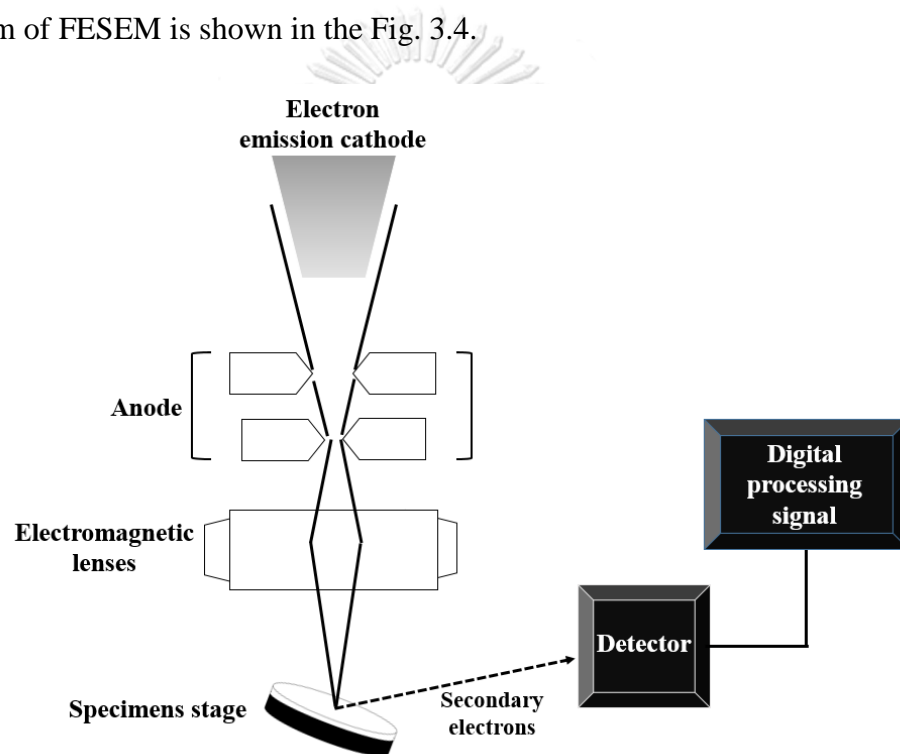 of FESEM is shown in the Fig. 3.4.
Electron
emission cathode
Anode
Digital
processing
signal
Electromagnetic
lenses
Detector
Specimens stage
Secondary
electrons